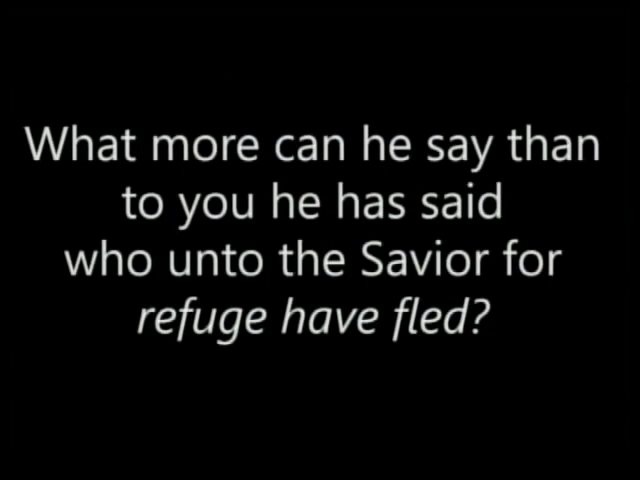 What more can he say than
to you he has said
who unto the Savior for
refuge have fled?